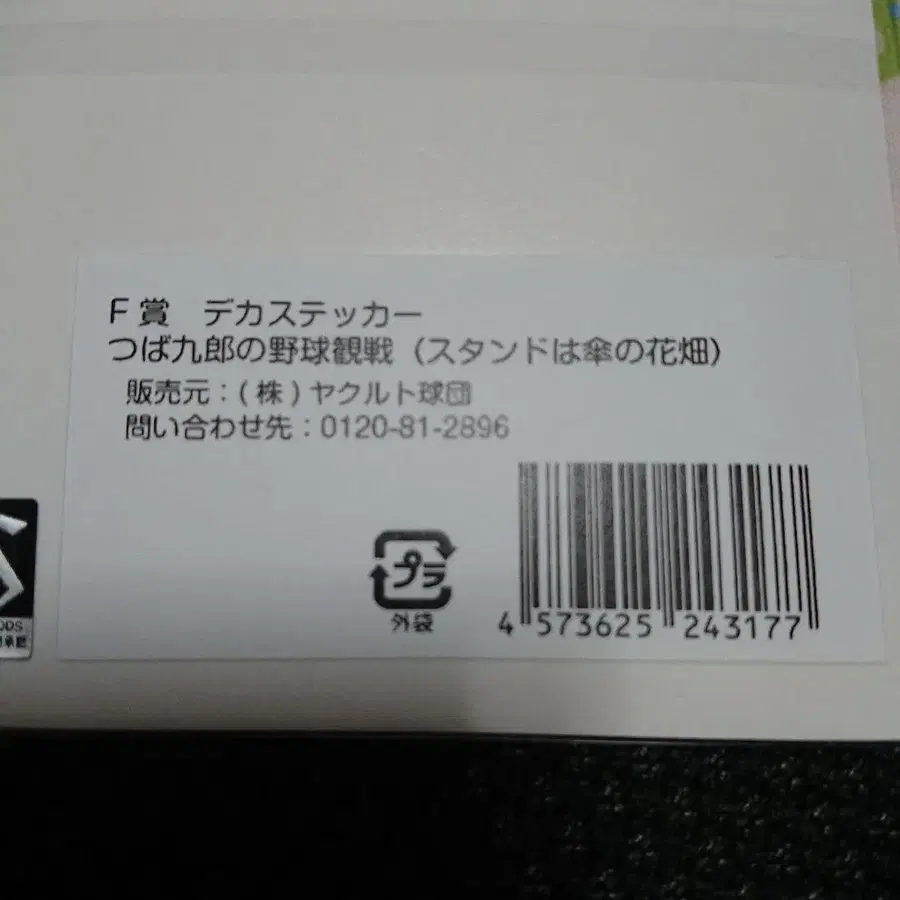 F賞 デカステッカー
つば九郎の野球観戦（スタンドは傘の花畑）
販売元：(株)ヤクルト球団
問い合わせ先：0120-81-2896
プラ
外袋
4 573625 243177